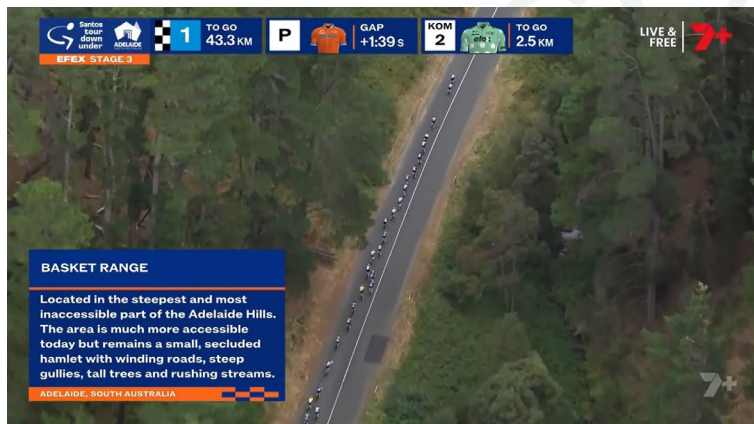 Santos
tour
down
under
ADELAIDE
1
TO GO
43.3 KM
P
GAP
+1:39 S
KOM
2
efex
TO GO
2.5 KM
EFEX STAGE 3
LIVE &
FREE
7+
BASKET RANGE
Located in the steepest and most
inaccessible part of the Adelaide Hills.
The area is much more accessible
today but remains a small, secluded
hamlet with winding roads, steep
gullies, tall trees and rushing streams.
ADELAIDE, SOUTH AUSTRALIA
7+